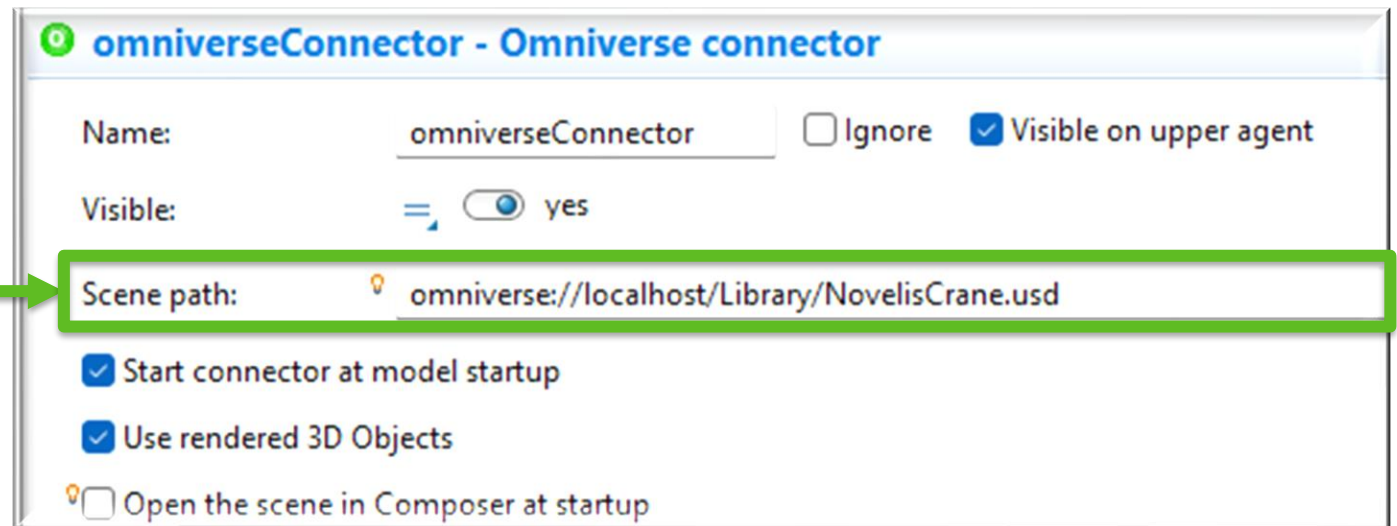 omniverseConnector - Omniverse connector
Name: omniverseConnector Ignore Visible on upper agent
Visible: yes
Scene path: omniverse://localhost/Library/NovelisCrane.usd
Start connector at model startup
Use rendered 3D Objects
Open the scene in Composer at startup